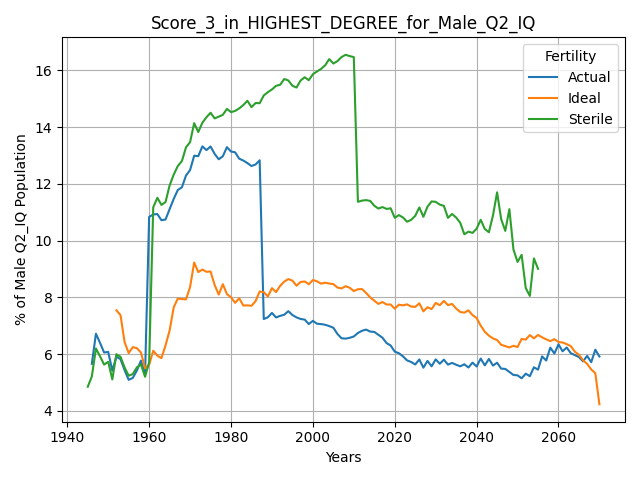 Score_3_in_HIGHEST_DEGREE_for_Male_Q2_IQ
% of Male Q2_IQ Population
16
14
12
10
8
6
4
Fertility
Actual
Ideal
Sterile
1940 1960 1980 2000 2020 2040 2060
Years